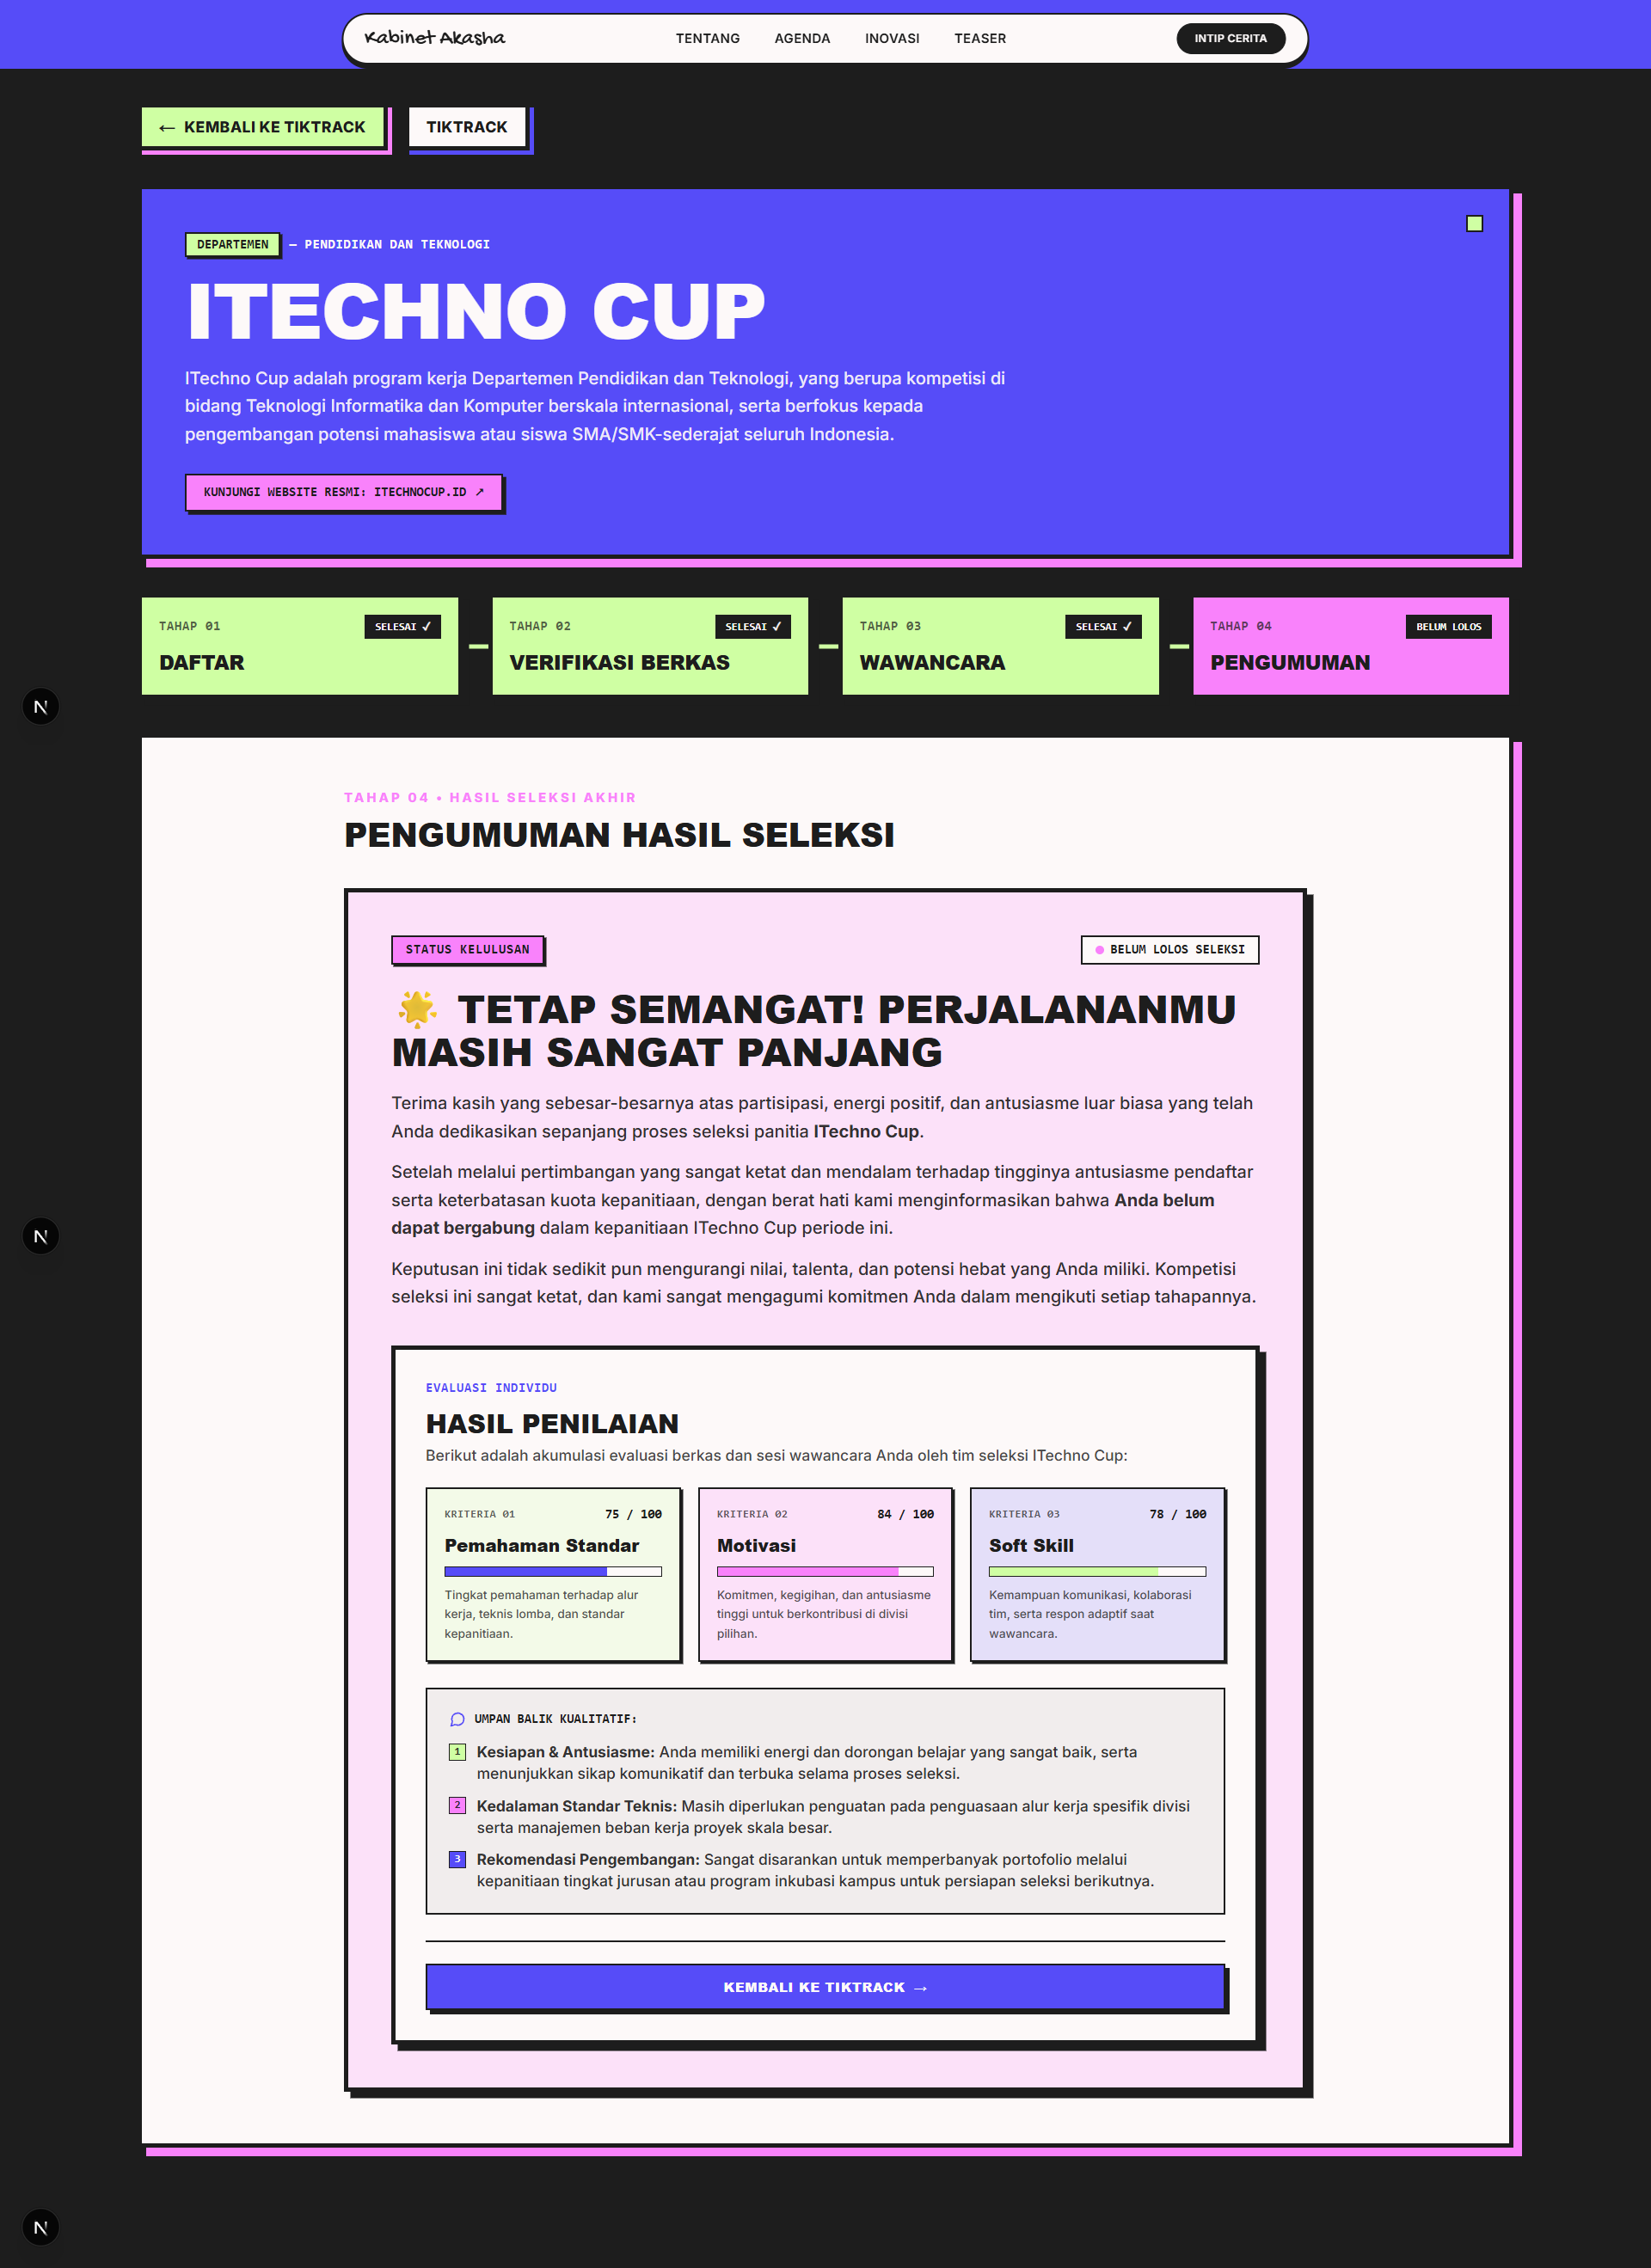 Kabinet Akasha
TENTANG
AGENDA
INOVASI
TEASER
INTIP CERITA
← KEMBALI KE TIKTRACK
TIKTRACK
DEPARTEMEN — PENDIDIKAN DAN TEKNOLOGI
ITECHNO CUP
ITechno Cup adalah program kerja Departemen Pendidikan dan Teknologi, yang berupa kompetisi di
bidang Teknologi Informatika dan Komputer berskala internasional, serta berfokus kepada
pengembangan potensi mahasiswa atau siswa SMA/SMK-sederajat seluruh Indonesia.
KUNJUNGI WEBSITE RESMI: ITECHNOCUP.ID ↗
TAHAP 01
SELESAI ✓
DAFTAR
TAHAP 02
SELESAI ✓
VERIFIKASI BERKAS
TAHAP 03
SELESAI ✓
WAWANCARA
TAHAP 04
BELUM LOLOS
PENGUMUMAN
N
TAHAP 04 • HASIL SELEKSI AKHIR
PENGUMUMAN HASIL SELEKSI
STATUS KELULUSAN
BELUM LOLOS SELEKSI
🌟 TETAP SEMANGAT! PERJALANANMU
MASIH SANGAT PANJANG
Terima kasih yang sebesar-besarnya atas partisipasi, energi positif, dan antusiasme luar biasa yang telah
Anda dedikasikan sepanjang proses seleksi panitia ITechno Cup.
Setelah melalui pertimbangan yang sangat ketat dan mendalam terhadap tingginya antusiasme pendaftar
serta keterbatasan kuota kepanitiaan, dengan berat hati kami menginformasikan bahwa Anda belum
dapat bergabung dalam kepanitiaan ITechno Cup periode ini.
N
Keputusan ini tidak sedikit pun mengurangi nilai, talenta, dan potensi hebat yang Anda miliki. Kompetisi
seleksi ini sangat ketat, dan kami sangat mengagumi komitmen Anda dalam mengikuti setiap tahapannya.
EVALUASI INDIVIDU
HASIL PENILAIAN
Berikut adalah akumulasi evaluasi berkas dan sesi wawancara Anda oleh tim seleksi ITechno Cup:
KRITERIA 01
75 / 100
Pemahaman Standar
Tingkat pemahaman terhadap alur
kerja, teknis lomba, dan standar
kepanitiaan.
KRITERIA 02
84 / 100
Motivasi
Komitmen, kegigihan, dan antusiasme
tinggi untuk berkontribusi di divisi
pilihan.
KRITERIA 03
78 / 100
Soft Skill
Kemampuan komunikasi, kolaborasi
tim, serta respon adaptif saat
wawancara.
UMPAN BALIK KUALITATIF:
1 Kesiapan & Antusiasme: Anda memiliki energi dan dorongan belajar yang sangat baik, serta
menunjukkan sikap komunikatif dan terbuka selama proses seleksi.
2 Kedalaman Standar Teknis: Masih diperlukan penguatan pada penguasaan alur kerja spesifik divisi
serta manajemen beban kerja proyek skala besar.
3 Rekomendasi Pengembangan: Sangat disarankan untuk memperbanyak portofolio melalui
kepanitiaan tingkat jurusan atau program inkubasi kampus untuk persiapan seleksi berikutnya.
KEMBALI KE TIKTRACK →
N